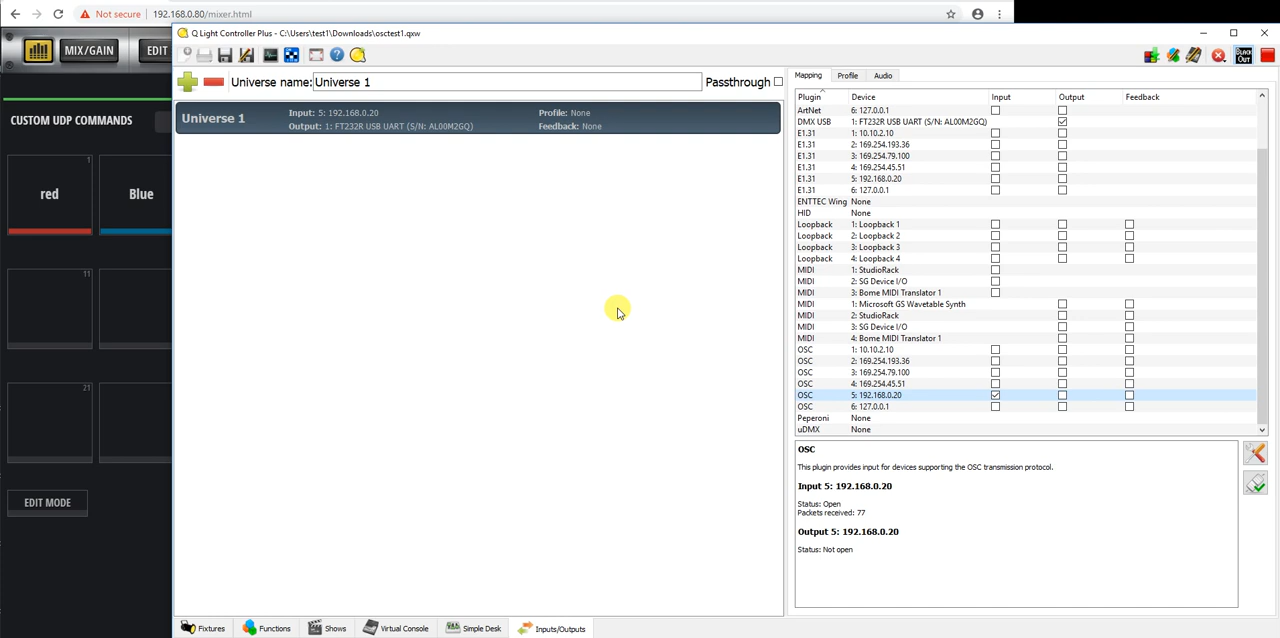 Not secure | 192.168.0.80/mixer.html
Q Light Controller Plus - C:\Users\test1\Downloads\osctest1.qxw
MIX/GAIN
EDIT
BLACK OUT
Universe name: Universe 1
Passthrough
Mapping Profile Audio
Universe 1
Input: 5: 192.168.0.20
Profile: None
Output: 1: FT232R USB UART (S/N: AL00M2GQ)
Feedback: None
CUSTOM UDP COMMANDS
1
red
Blue
11
21
EDIT MODE
Plugin Device Input Output Feedback
ArtNet 6: 127.0.0.1
DMX USB 1: FT232R USB UART (S/N: AL00M2GQ)
E1.31 1: 10.10.2.10
E1.31 2: 169.254.193.36
E1.31 3: 169.254.79.100
E1.31 4: 169.254.45.51
E1.31 5: 192.168.0.20
E1.31 6: 127.0.0.1
ENTTEC Wing None
HID None
Loopback 1: Loopback 1
Loopback 2: Loopback 2
Loopback 3: Loopback 3
Loopback 4: Loopback 4
MIDI 1: StudioRack
MIDI 2: SG Device I/O
MIDI 3: Bome MIDI Translator 1
MIDI 1: Microsoft GS Wavetable Synth
MIDI 2: StudioRack
MIDI 3: SG Device I/O
MIDI 4: Bome MIDI Translator 1
OSC 1: 10.10.2.10
OSC 2: 169.254.193.36
OSC 3: 169.254.79.100
OSC 4: 169.254.45.51
OSC 5: 192.168.0.20
OSC 6: 127.0.0.1
Peperoni None
uDMX None
OSC
This plugin provides input for devices supporting the OSC transmission protocol.
Input 5: 192.168.0.20
Status: Open
Packets received: 77
Output 5: 192.168.0.20
Status: Not open
Fixtures Functions Shows Virtual Console Simple Desk Inputs/Outputs